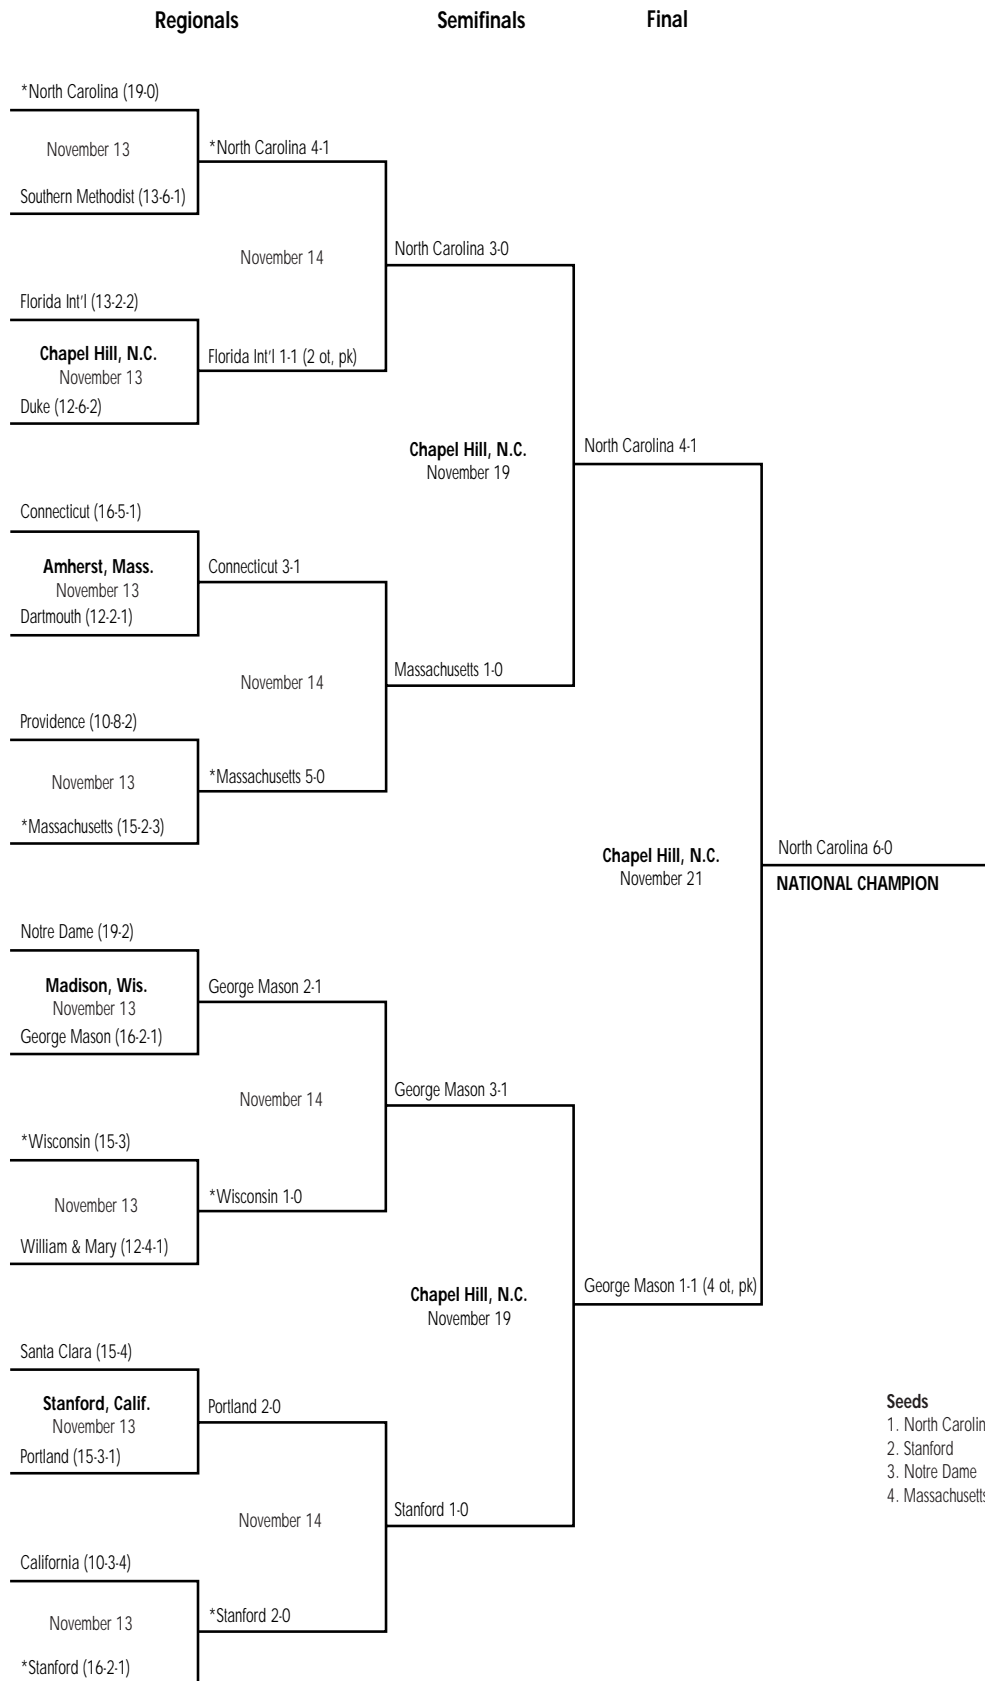 Regionals
Semifinals
Final
*North Carolina (19-0)
November 13
*North Carolina 4-1
Southern Methodist (13-6-1)
November 14
North Carolina 3-0
Florida Int'l (13-2-2)
Chapel Hill, N.C.
November 13
Florida Int'l 1-1 (2 ot, pk)
Duke (12-6-2)
Chapel Hill, N.C.
November 19
North Carolina 4-1
Connecticut (16-5-1)
Amherst, Mass.
November 13
Connecticut 3-1
Dartmouth (12-2-1)
November 14
Massachusetts 1-0
Providence (10-8-2)
November 13
*Massachusetts 5-0
*Massachusetts (15-2-3)
Chapel Hill, N.C.
November 21
North Carolina 6-0
NATIONAL CHAMPION
Notre Dame (19-2)
Madison, Wis.
November 13
George Mason 2-1
George Mason (16-2-1)
November 14
George Mason 3-1
*Wisconsin (15-3)
November 13
*Wisconsin 1-0
William & Mary (12-4-1)
Chapel Hill, N.C.
November 19
George Mason 1-1 (4 ot, pk)
Santa Clara (15-4)
Stanford, Calif.
November 13
Portland 2-0
Portland (15-3-1)
November 14
Stanford 1-0
California (10-3-4)
November 13
*Stanford 2-0
*Stanford (16-2-1)
Seeds
1. North Carolin
2. Stanford
3. Notre Dame
4. Massachusetts